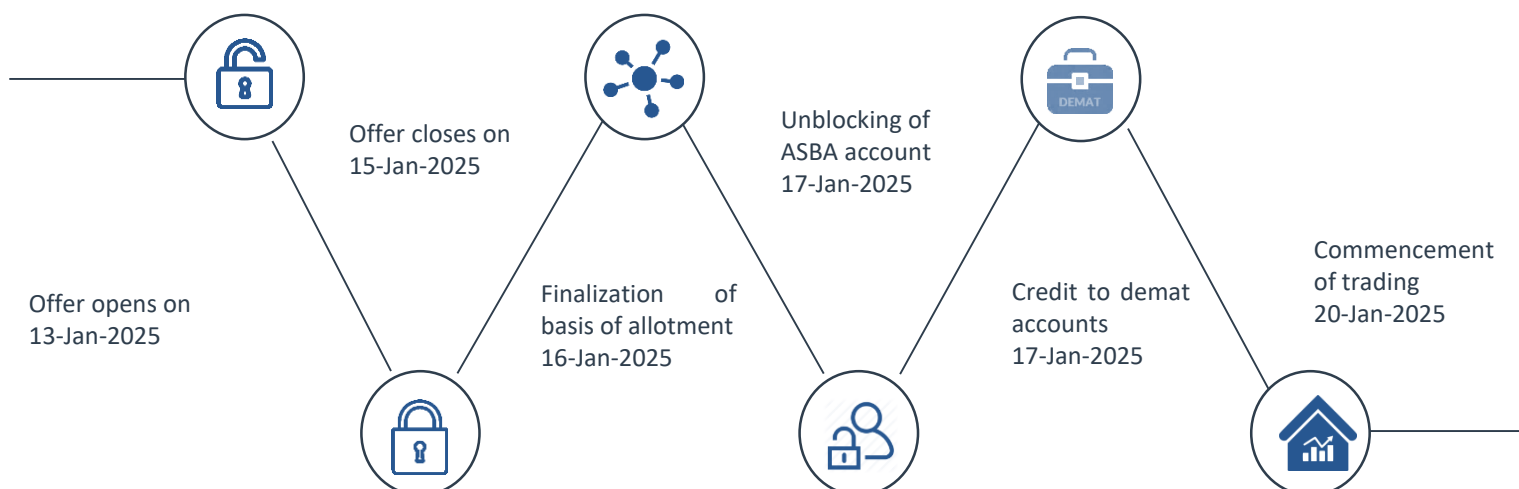 Offer opens on
13-Jan-2025
Offer closes on
15-Jan-2025
Finalization of
basis of allotment
16-Jan-2025
Unblocking of
ASBA account
17-Jan-2025
DEMAT
Credit to demat
accounts
17-Jan-2025
Commencement
of trading
20-Jan-2025